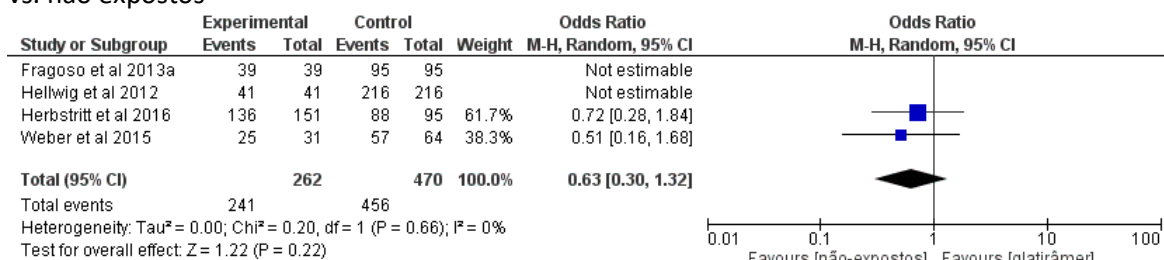 vs. não expostos
Experimental Control Odds Ratio Odds Ratio
Study or Subgroup Events Total Events Total Weight M-H, Random, 95% CI M-H, Random, 95% CI
Fragoso et al 2013a 39 39 95 95 Not estimable
Hellwig et al 2012 41 41 216 216 Not estimable
Herbstritt et al 2016 136 151 88 95 61.7% 0.72 [0.28, 1.84]
Weber et al 2015 25 31 57 64 38.3% 0.51 [0.16, 1.68]
Total (95% CI) 262 470 100.0% 0.63 [0.30, 1.32]
Total events 241 456
Heterogeneity: Tau² = 0.00; Chi² = 0.20, df = 1 (P = 0.66); I² = 0%
Test for overall effect: Z = 1.22 (P = 0.22)
0.01 0.1 1 10 100
Favours [não-expostos] Favours [glatirâmer]